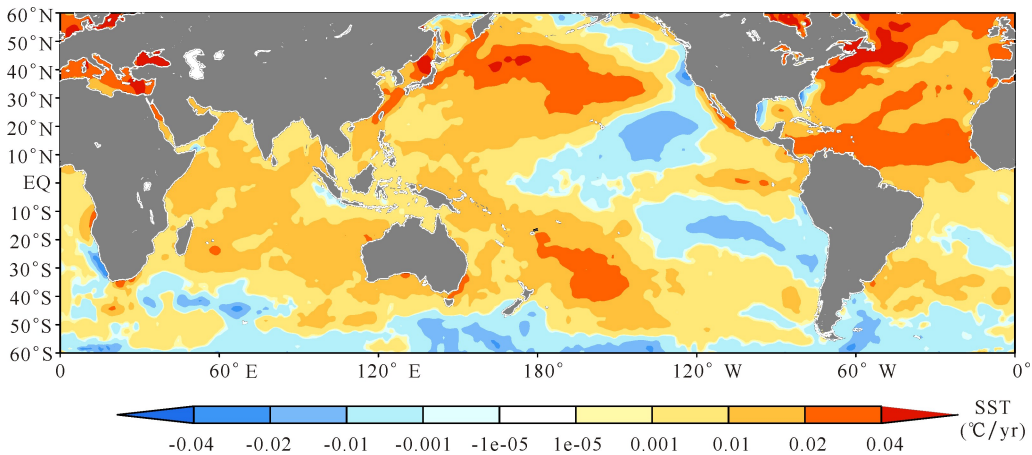 60°N
50°N
40°N
30°N
20°N
10°N
EQ
10°S
20°S
30°S
40°S
50°S
60°S
0 60° E 120° E 180° 120° W 60° W 0°
-0.04 -0.02 -0.01 -0.001 -1e-05 1e-05 0.001 0.01 0.02 0.04
SST
(℃/yr)